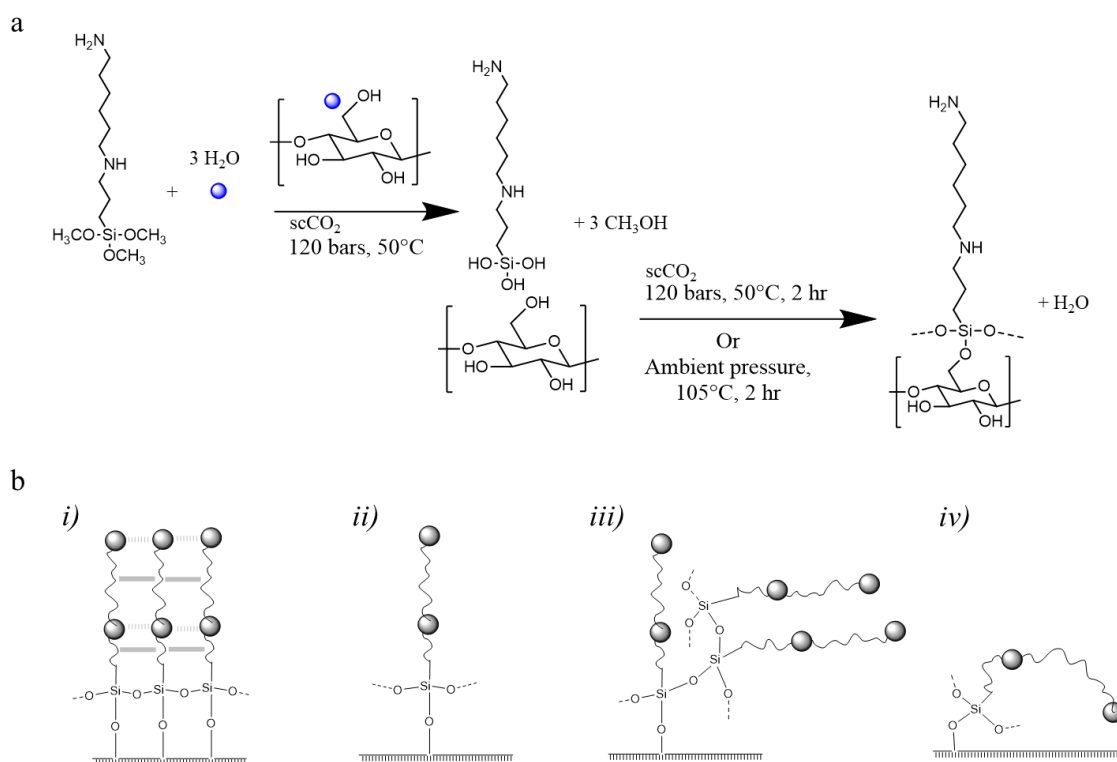 a
H₂N
NH
H₃CO-Si-OCH₃
OCH₃
+
3 H₂O
OH
O
HO
OH
O
scCO₂
120 bars, 50°C
H₂N
NH
HO-Si-OH
OH
+ 3 CH₃OH
OH
O
HO
OH
O
scCO₂
120 bars, 50°C, 2 hr
Or
Ambient pressure,
105°C, 2 hr
H₂N
HN
O-Si-O
O
O
HO
OH
O
+ H₂O
b
i)
ii)
iii)
iv)
O Si O Si O Si O
O O O
O Si O
O
O
Si
O
O
Si
O
Si
O
O
O
O
Si
O
O